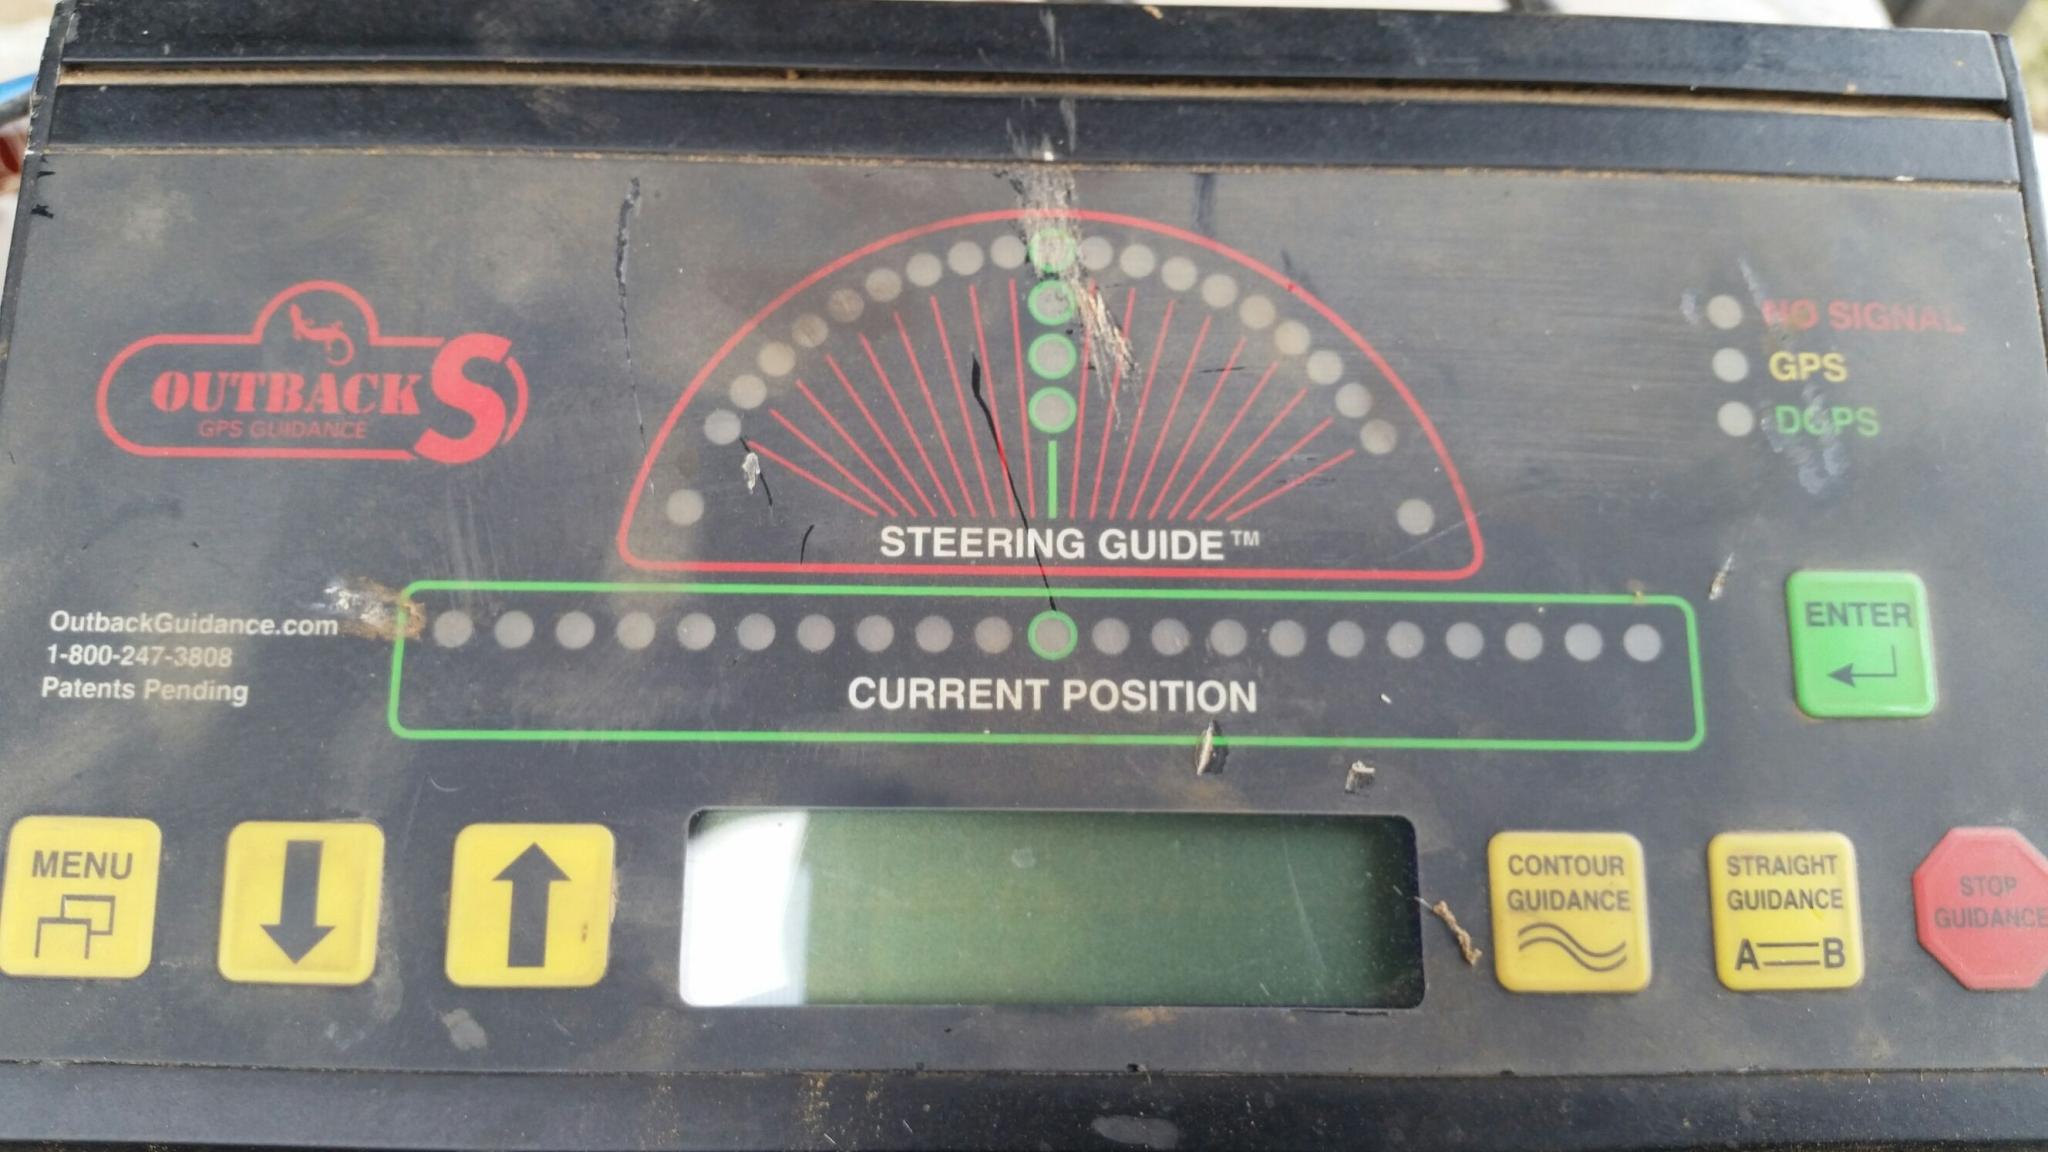 OUTBACK S
GPS GUIDANCE
STEERING GUIDE™
NO SIGNAL
GPS
DGPS
OutbackGuidance.com
1-800-247-3808
Patents Pending
CURRENT POSITION
ENTER
MENU
CONTOUR
GUIDANCE
STRAIGHT
GUIDANCE
A B
STOP
GUIDANCE